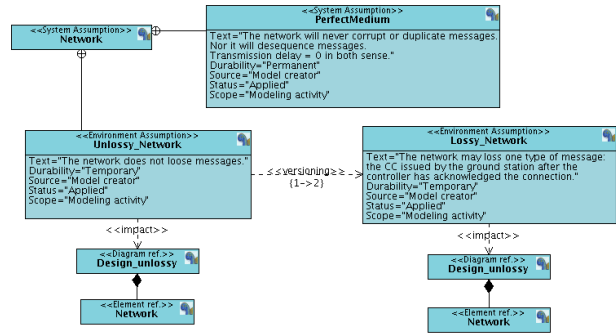 <<System Assumption>>
Network
<<System Assumption>>
PerfectMedium
Text="The network will never corrupt or duplicate messages.
Nor it will desequence messages.
Transmission delay = 0 in both sense."
Durability="Permanent"
Source="Model creator"
Status="Applied"
Scope="Modeling activity"
<<Environment Assumption>>
Unlossy_Network
Text="The network does not loose messages."
Durability="Temporary"
Source="Model creator"
Status="Applied"
Scope="Modeling activity"
<<versioning>>
{1->2}
<<Environment Assumption>>
Lossy_Network
Text="The network may loss one type of message:
the CC issued by the ground station after the
controller has acknowledged the connection."
Durability="Temporary"
Source="Model creator"
Status="Applied"
Scope="Modeling activity"
<<impact>>
<<Diagram ref.>>
Design_unlossy
<<Element ref.>>
Network
<<impact>>
<<Diagram ref.>>
Design_unlossy
<<Element ref.>>
Network